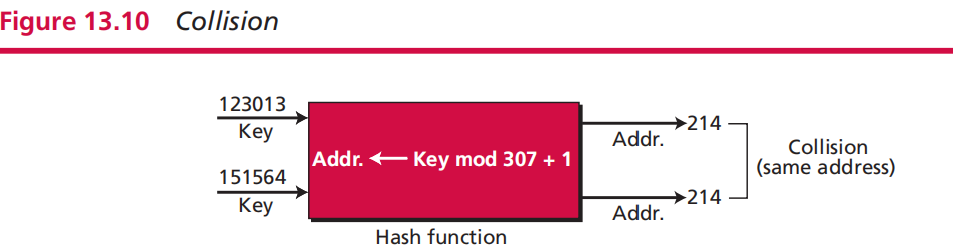 Figure 13.10 Collision
123013
Key
151564
Key
Addr. ← Key mod 307 + 1
Hash function
214
Addr.
214
Addr.
Collision
(same address)